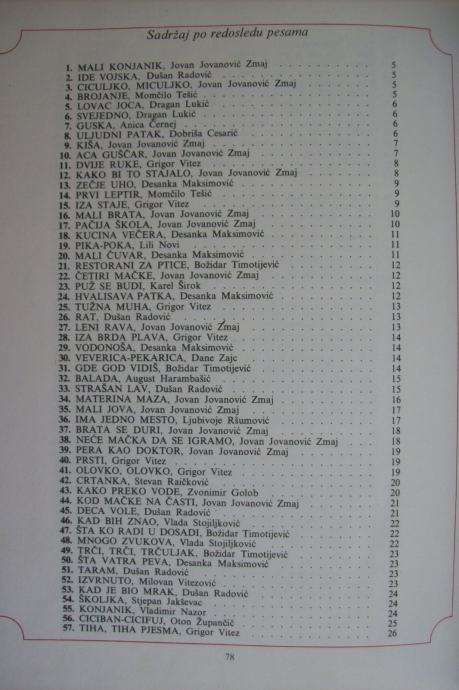 Sadržaj po redosledu pesama
1. MALI KONJANIK, Jovan Jovanović Zmaj . . . . . . . . . . 5
2. IDE VOJSKA, Dušan Radović . . . . . . . . . . 5
3. CICULJKO, MICULJKO, Jovan Jovanović Zmaj . . . . . . . . . . 5
4. BROJANJE, Momčilo Tešić . . . . . . . . . . 5
5. LOVAC JOCA, Dragan Lukić . . . . . . . . . . 6
6. SVEJEDNO, Dragan Lukić . . . . . . . . . . 6
7. GUSKA, Anica Černej . . . . . . . . . . 6
8. ULJUDNI PATAK, Dobriša Cesarić . . . . . . . . . . 6
9. KIŠA, Jovan Jovanović Zmaj . . . . . . . . . . 7
10. ACA GUŠČAR, Jovan Jovanović Zmaj . . . . . . . . . . 7
11. DVIJE RUKE, Grigor Vitez . . . . . . . . . . 8
12. KAKO BI TO STAJALO, Jovan Jovanović Zmaj . . . . . . . . . . 8
13. ZEČJE UHO, Desanka Maksimović . . . . . . . . . . 9
14. PRVI LEPTIR, Momčilo Tešić . . . . . . . . . . 9
15. IZA STAJE, Grigor Vitez . . . . . . . . . . 9
16. MALI BRATA, Jovan Jovanović Zmaj . . . . . . . . . . 10
17. PAČIJA ŠKOLA, Jovan Jovanović Zmaj . . . . . . . . . . 10
18. KUCINA VEČERA, Desanka Maksimović . . . . . . . . . . 11
19. PIKA-POKA, Lili Novi . . . . . . . . . . 11
20. MALI ČUVAR, Desanka Maksimović . . . . . . . . . . 11
21. RESTORANI ZA PTICE, Božidar Timotijević . . . . . . . . . . 12
22. ČETIRI MAČKE, Jovan Jovanović Zmaj . . . . . . . . . . 12
23. PUŽ SE BUDI, Karel Širok . . . . . . . . . . 12
24. HVALISAVA PATKA, Desanka Maksimović . . . . . . . . . . 12
25. TUŽNA MUHA, Grigor Vitez . . . . . . . . . . 13
26. RAT, Dušan Radović . . . . . . . . . . 13
27. LENI RAVA, Jovan Jovanović Zmaj . . . . . . . . . . 13
28. IZA BRDA PLAVA, Grigor Vitez . . . . . . . . . . 14
29. VODONOŠA, Desanka Maksimović . . . . . . . . . . 14
30. VEVERICA-PEKARICA, Dane Zajc . . . . . . . . . . 14
31. GDE GOD VIDIŠ, Božidar Timotijević . . . . . . . . . . 14
32. BALADA, August Harambašić . . . . . . . . . . 15
33. STRAŠAN LAV, Dušan Radović . . . . . . . . . . 15
34. MATERINA MAZA, Jovan Jovanović Zmaj . . . . . . . . . . 16
35. MALI JOVA, Jovan Jovanović Zmaj . . . . . . . . . . 17
36. IMA JEDNO MESTO, Ljubivoje Ršumović . . . . . . . . . . 17
37. BRATA SE DURI, Jovan Jovanović Zmaj . . . . . . . . . . 18
38. NEĆE MAČKA DA SE IGRAMO, Jovan Jovanović Zmaj . . . . . . . . . . 18
39. PERA KAO DOKTOR, Jovan Jovanović Zmaj . . . . . . . . . . 19
40. PRSTI, Grigor Vitez . . . . . . . . . . 19
41. OLOVKO, OLOVKO, Grigor Vitez . . . . . . . . . . 19
42. CRTANKA, Stevan Raičković . . . . . . . . . . 20
43. KAKO PREKO VODE, Zvonimir Golob . . . . . . . . . . 20
44. KOD MAČKE NA ČASTI, Jovan Jovanović Zmaj . . . . . . . . . . 21
45. DECA VOLE, Dušan Radović . . . . . . . . . . 21
46. KAD BIH ZNAO, Vlada Stojiljković . . . . . . . . . . 22
47. ŠTA KO RADI U DOSADI, Božidar Timotijević . . . . . . . . . . 22
48. MNOGO ZVUKOVA, Vlada Stojiljković . . . . . . . . . . 22
49. TRČI, TRČI, TRČULJAK, Božidar Timotijević . . . . . . . . . . 23
50. ŠTA VATRA PEVA, Desanka Maksimović . . . . . . . . . . 23
51. TARAM, Dušan Radović . . . . . . . . . . 23
52. IZVRNUTO, Milovan Vitezović . . . . . . . . . . 23
53. KAD JE BIO MRAK, Dušan Radović . . . . . . . . . . 24
54. ŠKOLJKA, Stjepan Jakševac . . . . . . . . . . 24
55. KONJANIK, Vladimir Nazor . . . . . . . . . . 24
56. CICIBAN-CICIFUJ, Oton Župančič . . . . . . . . . . 25
57. TIHA, TIHA PJESMA, Grigor Vitez . . . . . . . . . . 26
78